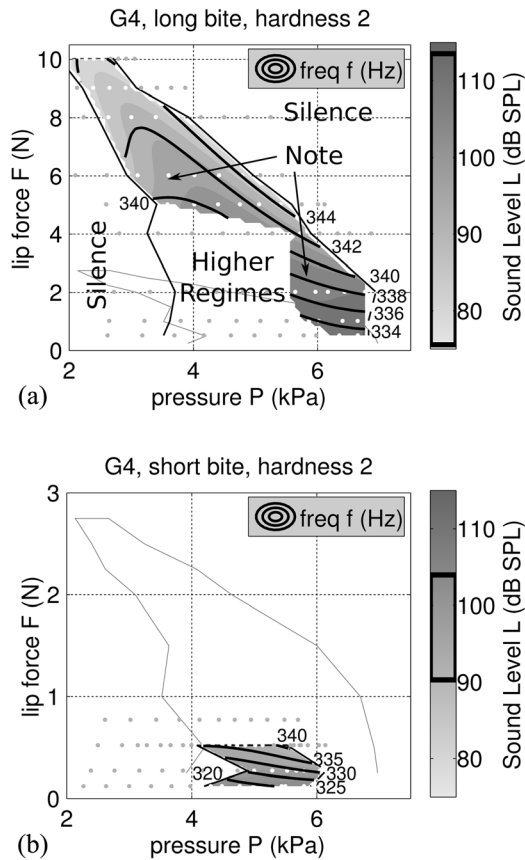 G4, long bite, hardness 2
freq f (Hz)
Silence
Note
Silence
Higher
Regimes
340
344
342
340
338
336
334
10
8
6
4
2
0
2
4
6
lip force F (N)
pressure P (kPa)
110
100
90
80
Sound Level L (dB SPL)
(a)
G4, short bite, hardness 2
freq f (Hz)
340
335
330
325
320
3
2
1
0
2
4
6
lip force F (N)
pressure P (kPa)
110
100
90
80
Sound Level L (dB SPL)
(b)